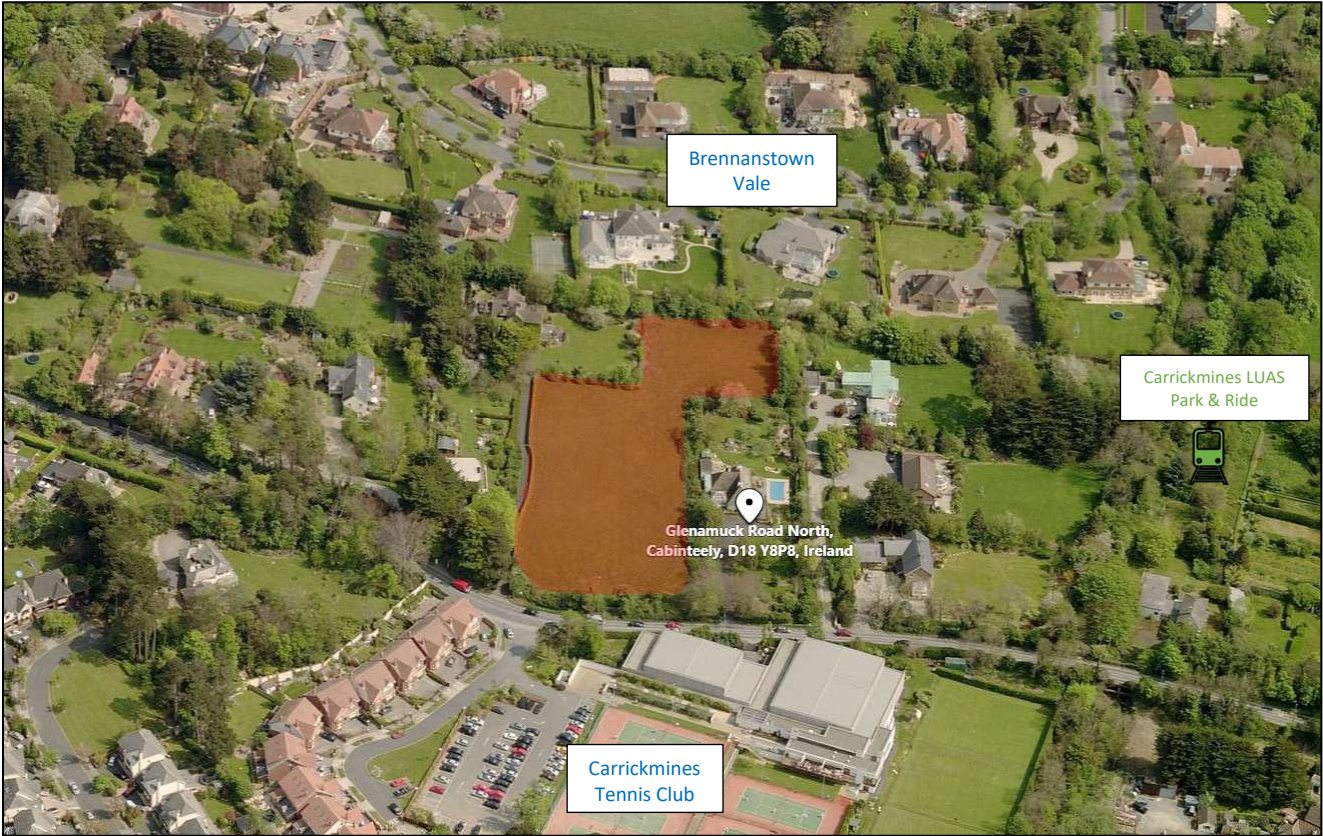 Brennanstown
Vale
Carrickmines LUAS
Park & Ride
Glenamuck Road North,
Cabinteely, D18 Y8P8, Ireland
Carrickmines
Tennis Club